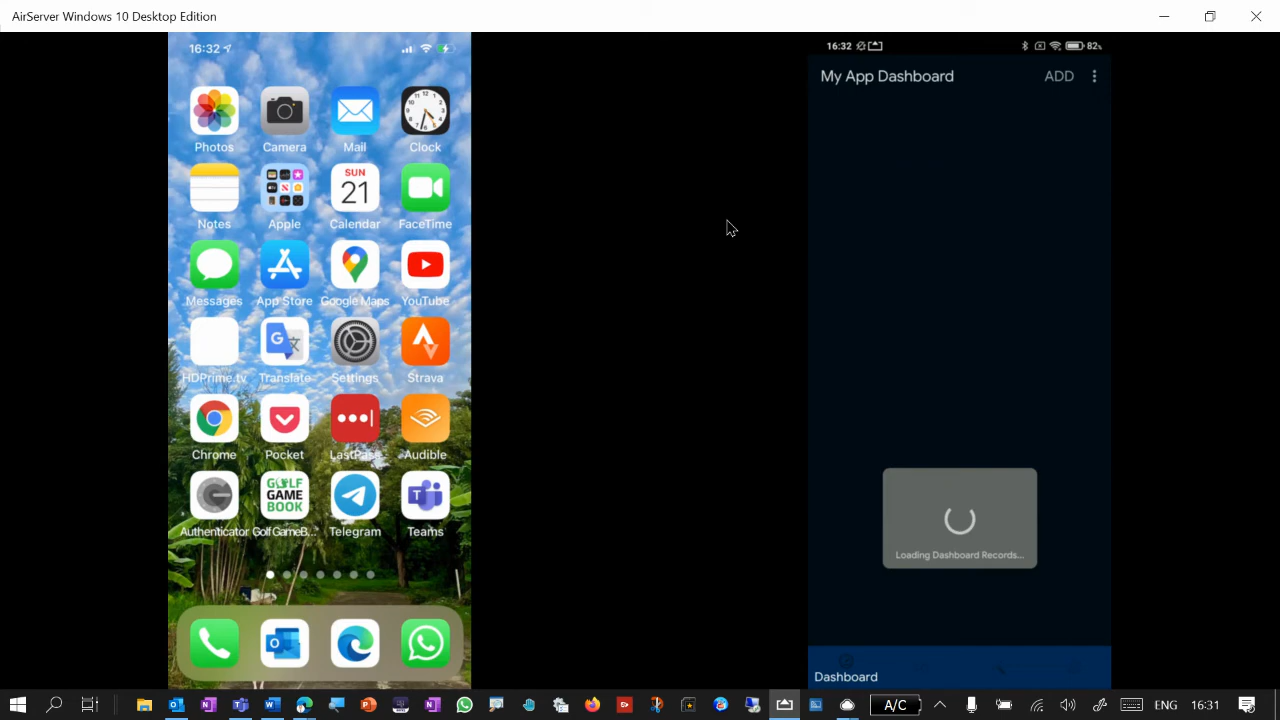 AirServer Windows 10 Desktop Edition
16:32
Photos
Camera
Mail
Clock
SUN
21
Notes
Apple
Calendar
FaceTime
Messages
App Store
Google Maps
YouTube
HDPrime.tv
Translate
Settings
Strava
Chrome
Pocket
LastPass
Audible
GOLF
GAME
BOOK
Authenticator
Golf GameB...
Telegram
Teams
16:32
82%
My App Dashboard
ADD
Loading Dashboard Records...
Dashboard
A/C
ENG
16:31